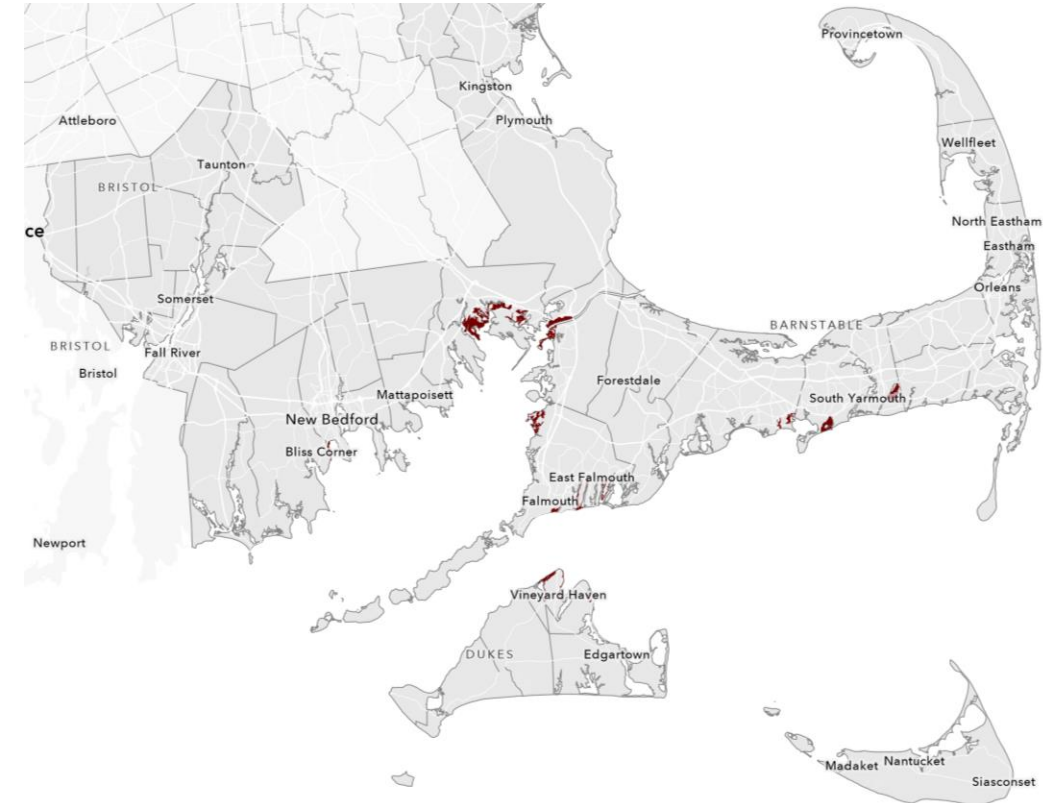 Provincetown
Kingston
Plymouth
Attleboro
Wellfleet
Taunton
BRISTOL
North Eastham
ce
Eastham
Orleans
Somerset
BARNSTABLE
BRISTOL
Fall River
Bristol
Forestdale
Mattapoisett
South Yarmouth
New Bedford
Bliss Corner
East Falmouth
Falmouth
Newport
Vineyard Haven
DUKES
Edgartown
Nantucket
Madaket
Siasconset